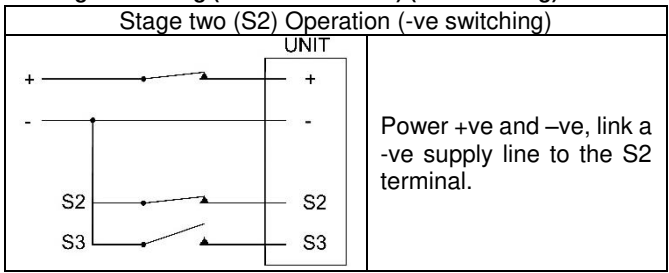 Stage two (S2) Operation (-ve switching)
UNIT
+ +
- -
S2 S2
S3 S3
Power +ve and –ve, link a
-ve supply line to the S2
terminal.